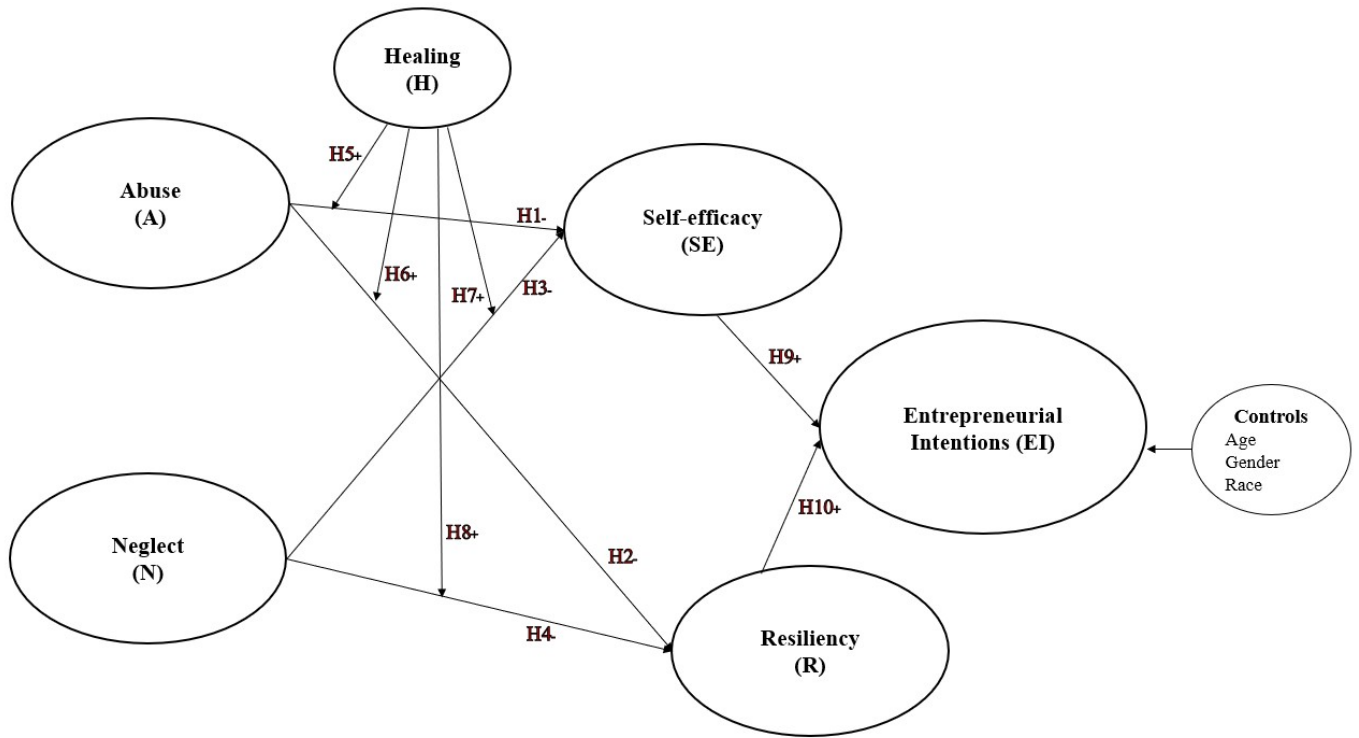 Healing
(H)
Abuse
(A)
H5+
H1-
Self-efficacy
(SE)
H6+
H7+
H3-
H9+
Entrepreneurial
Intentions (EI)
Controls
Age
Gender
Race
H10+
Neglect
(N)
H8+
H2-
H4-
Resiliency
(R)